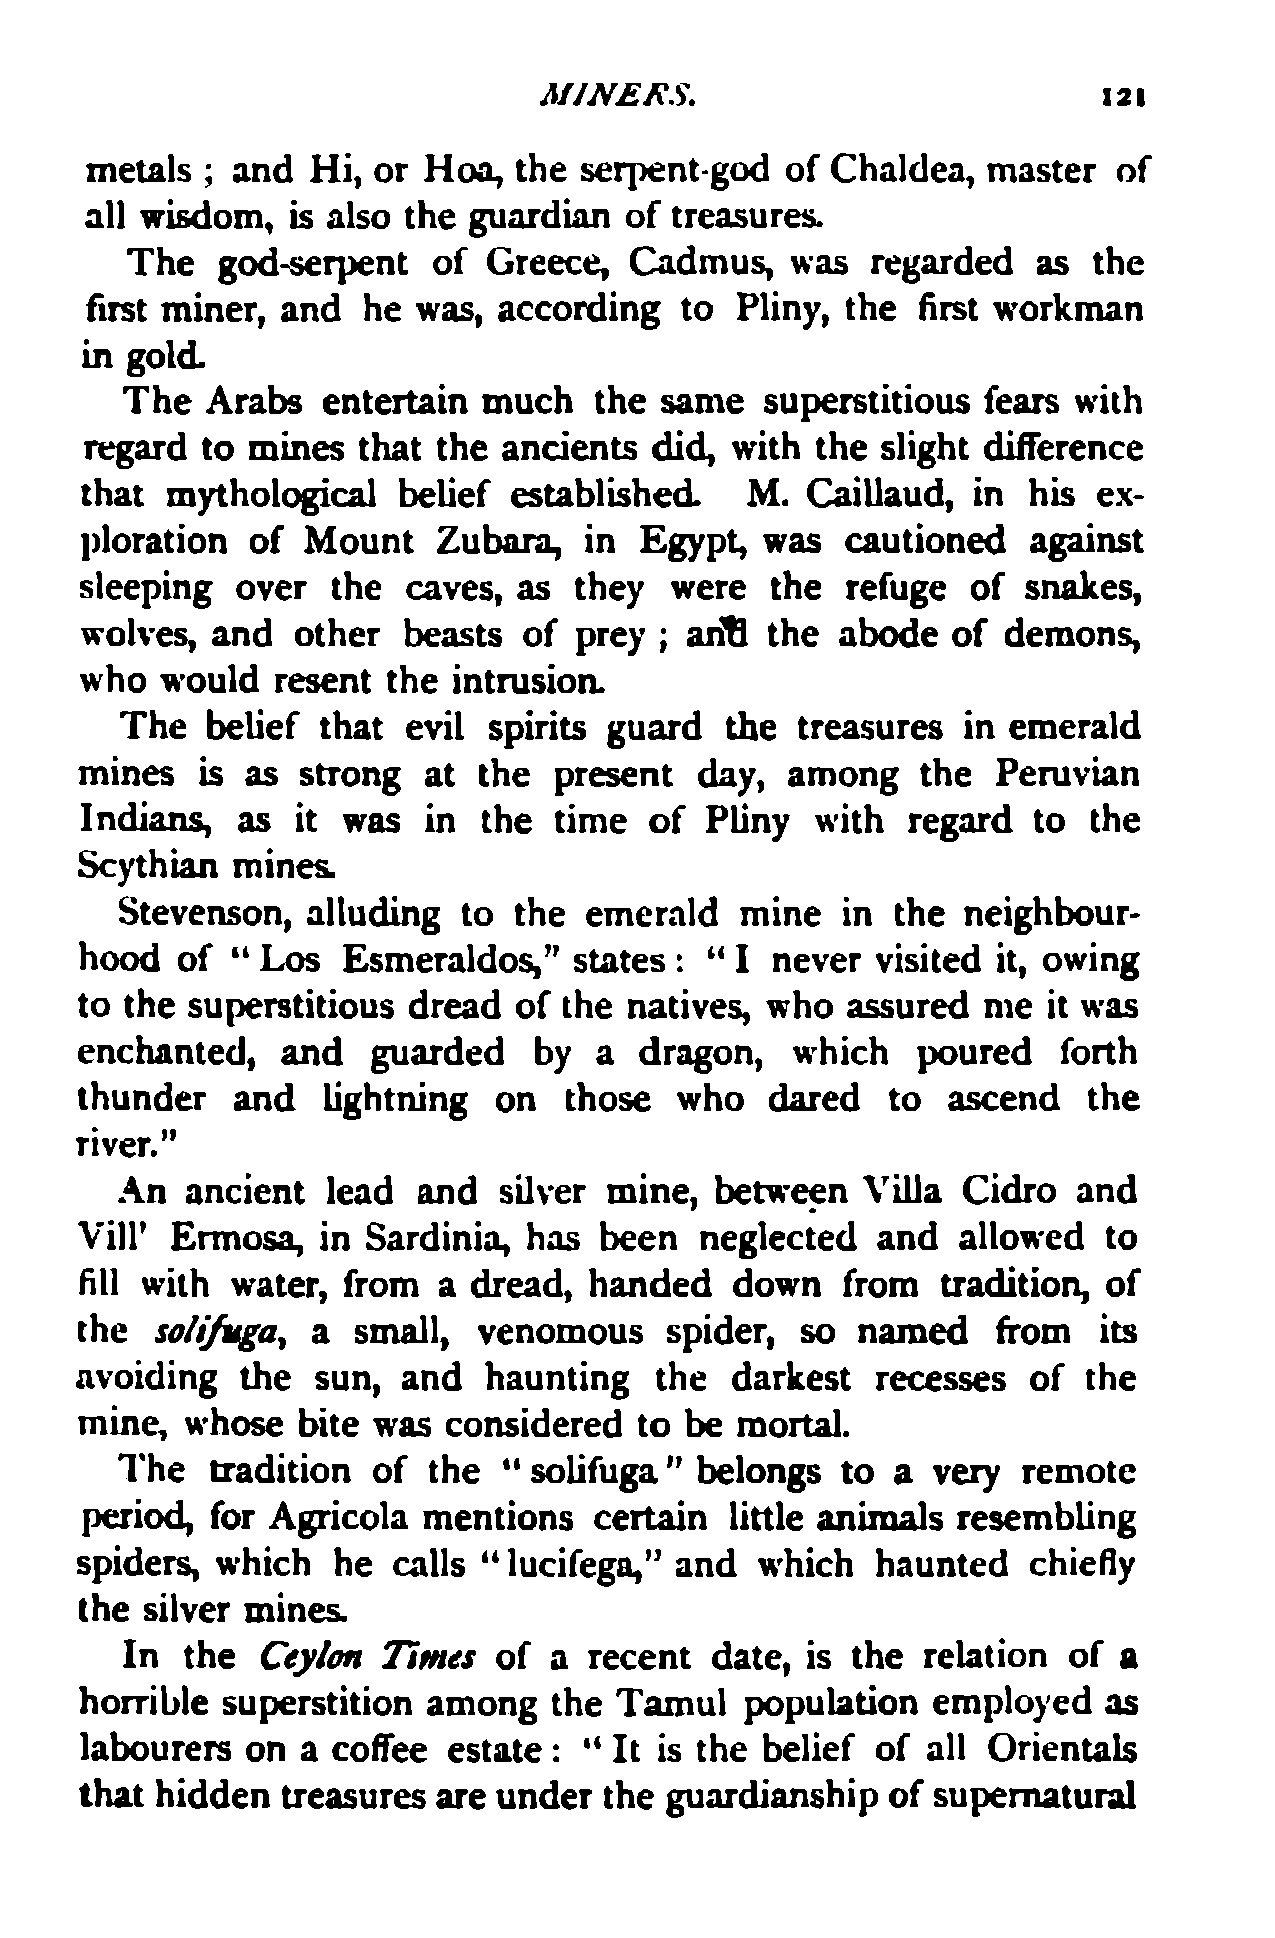 MINERS. 121
metals ; and Hi, or Hoa, the serpent-god of Chaldea, master of
all wisdom, is also the guardian of treasures.
The god-serpent of Greece, Cadmus, was regarded as the
first miner, and he was, according to Pliny, the first workman
in gold.
The Arabs entertain much the same superstitious fears with
regard to mines that the ancients did, with the slight difference
that mythological belief established. M. Caillaud, in his ex-
ploration of Mount Zubara, in Egypt, was cautioned against
sleeping over the caves, as they were the refuge of snakes,
wolves, and other beasts of prey ; and the abode of demons,
who would resent the intrusion.
The belief that evil spirits guard the treasures in emerald
mines is as strong at the present day, among the Peruvian
Indians, as it was in the time of Pliny with regard to the
Scythian mines.
Stevenson, alluding to the emerald mine in the neighbour-
hood of " Los Esmeraldos," states : " I never visited it, owing
to the superstitious dread of the natives, who assured me it was
enchanted, and guarded by a dragon, which poured forth
thunder and lightning on those who dared to ascend the
river."
An ancient lead and silver mine, between Villa Cidro and
Vill' Ermosa, in Sardinia, has been neglected and allowed to
fill with water, from a dread, handed down from tradition, of
the solifuga, a small, venomous spider, so named from its
avoiding the sun, and haunting the darkest recesses of the
mine, whose bite was considered to be mortal.
The tradition of the " solifuga " belongs to a very remote
period, for Agricola mentions certain little animals resembling
spiders, which he calls " lucifega," and which haunted chiefly
the silver mines.
In the Ceylon Times of a recent date, is the relation of a
horrible superstition among the Tamul population employed as
labourers on a coffee estate : " It is the belief of all Orientals
that hidden treasures are under the guardianship of supernatural